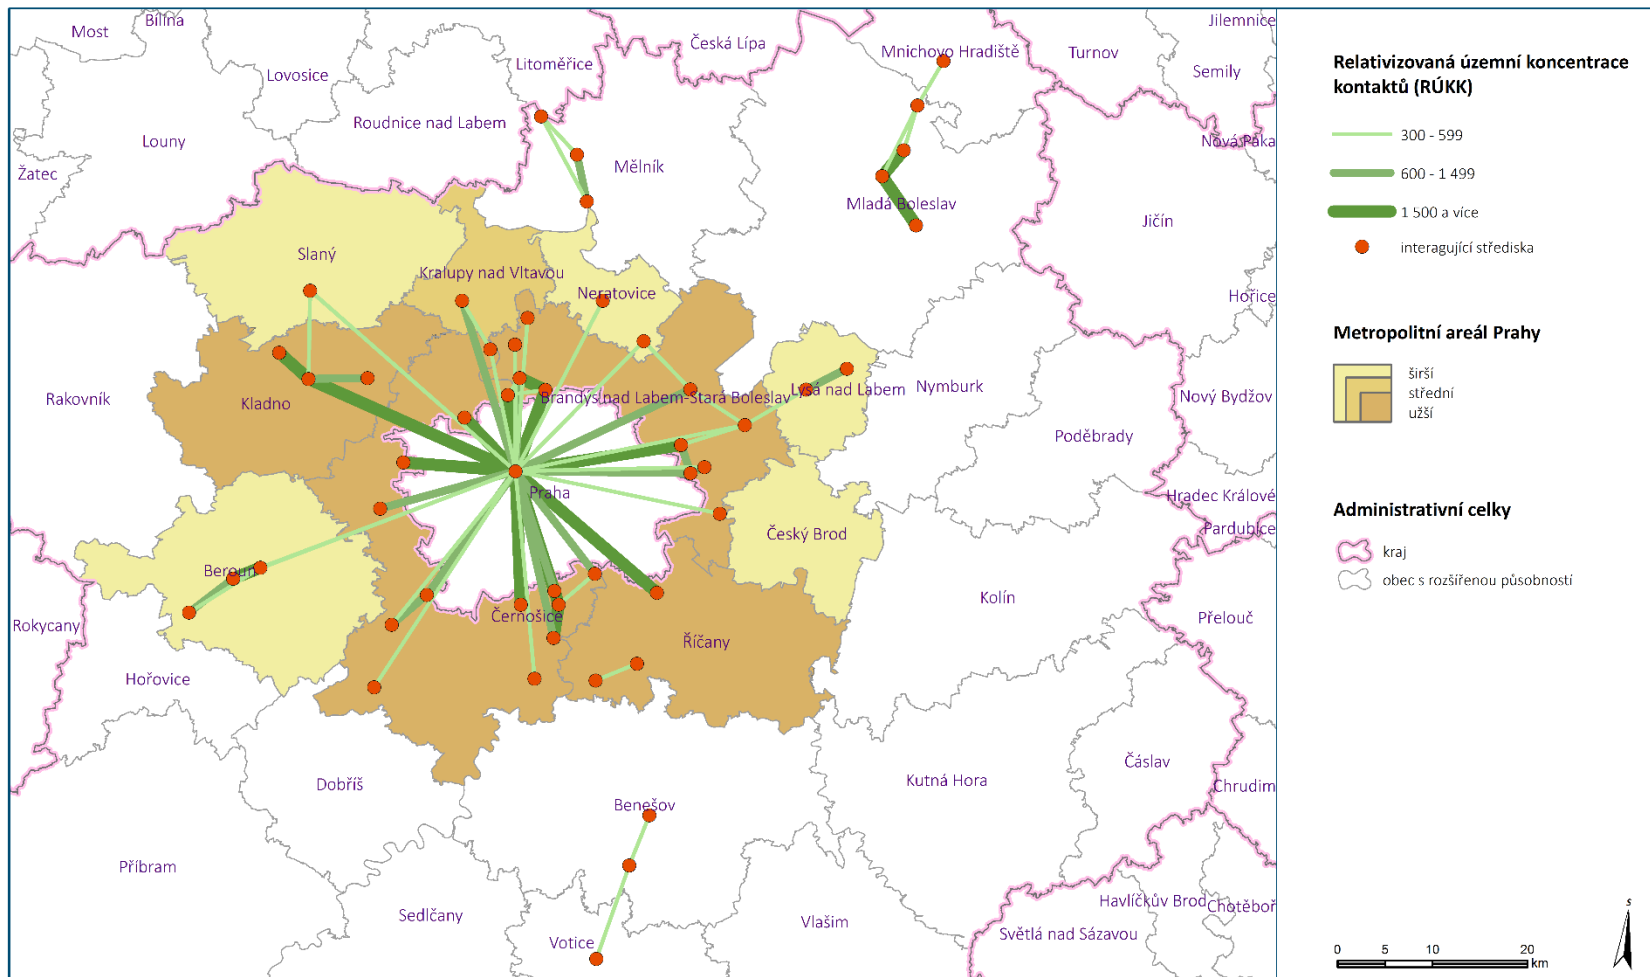 Most
Bílina
Lovosice
Litoměřice
Česká Lípa
Mnichovo Hradiště
Turnov
Jilemnice
Semily
Louny
Roudnice nad Labem
Žatec
Mělník
Nová Paka
Mladá Boleslav
Jičín
Slaný
Kralupy nad Vltavou
Neratovice
Hořice
Rakovník
Kladno
Brandýs nad Labem-Stará Boleslav
Lysá nad Labem
Nymburk
Nový Bydžov
Poděbrady
Praha
Hradec Králové
Pardubice
Český Brod
Beroun
Kolín
Rokycany
Černošice
Říčany
Přelouč
Hořovice
Dobříš
Kutná Hora
Čáslav
Chrudim
Benešov
Příbram
Sedlčany
Votice
Vlašim
Havlíčkův Brod
Chotěboř
Světlá nad Sázavou
Relativizovaná územní koncentrace
kontaktů (RÚKK)
300 - 599
600 - 1 499
1 500 a více
interagující střediska
Metropolitní areál Prahy
širší
střední
užší
Administrativní celky
kraj
obec s rozšířenou působností
S
0 5 10 20
km